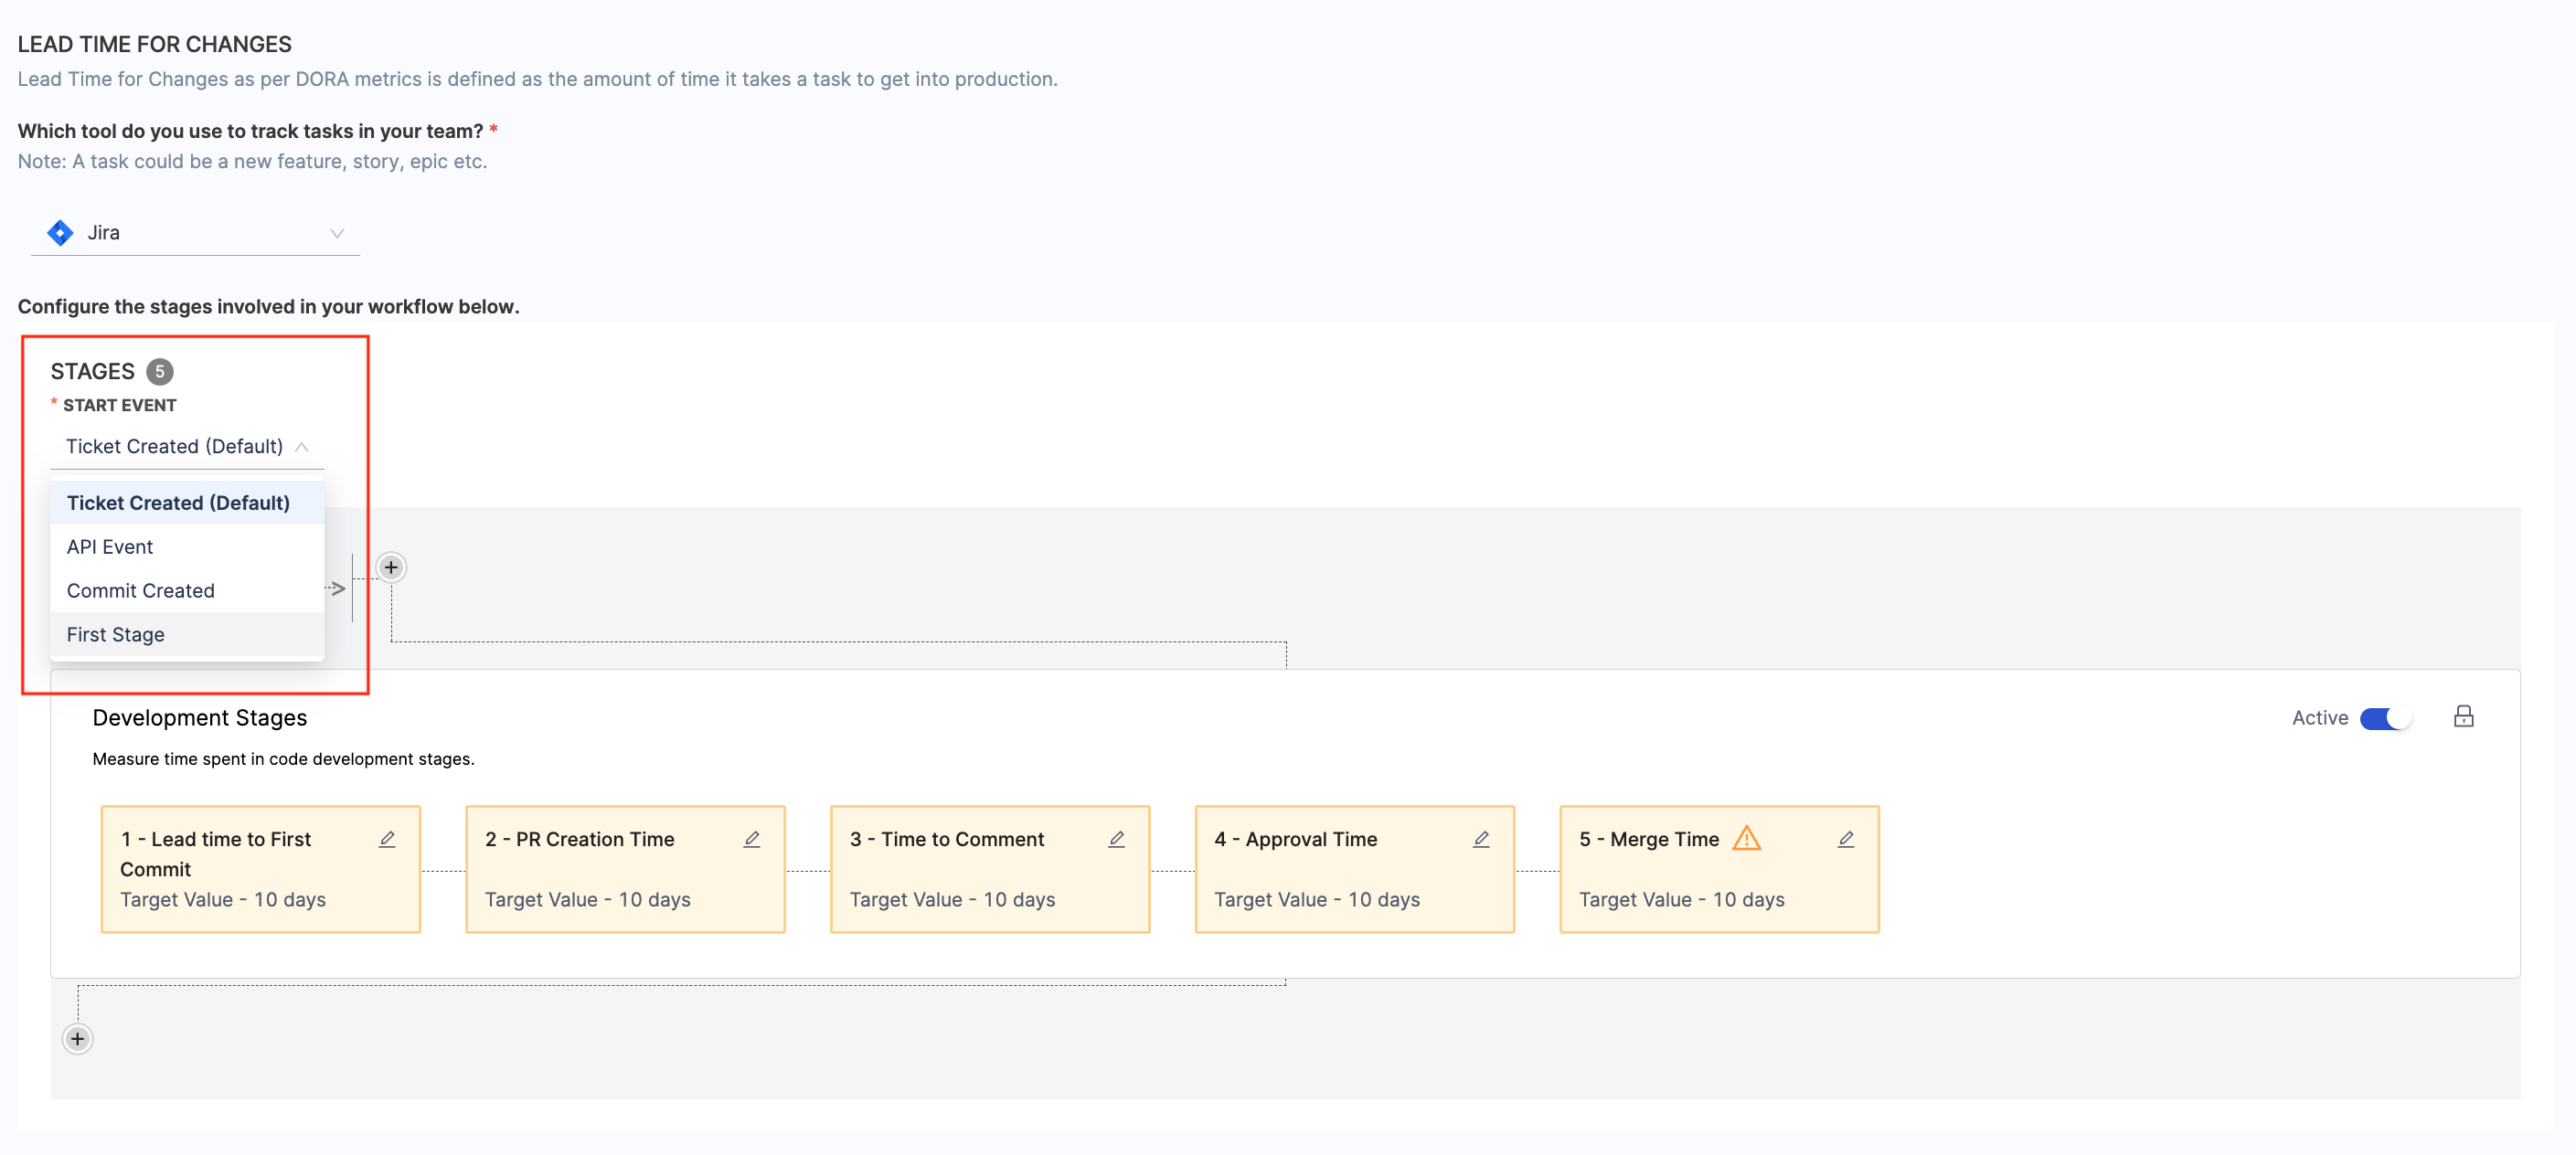 LEAD TIME FOR CHANGES
Lead Time for Changes as per DORA metrics is defined as the amount of time it takes a task to get into production.
Which tool do you use to track tasks in your team? *
Note: A task could be a new feature, story, epic etc.
Jira
Configure the stages involved in your workflow below.
STAGES 5
* START EVENT
Ticket Created (Default)
Ticket Created (Default)
API Event
Commit Created
First Stage
Development Stages
Active
Measure time spent in code development stages.
1 - Lead time to First
Commit
Target Value - 10 days
2 - PR Creation Time
Target Value - 10 days
3 - Time to Comment
Target Value - 10 days
4 - Approval Time
Target Value - 10 days
5 - Merge Time
Target Value - 10 days